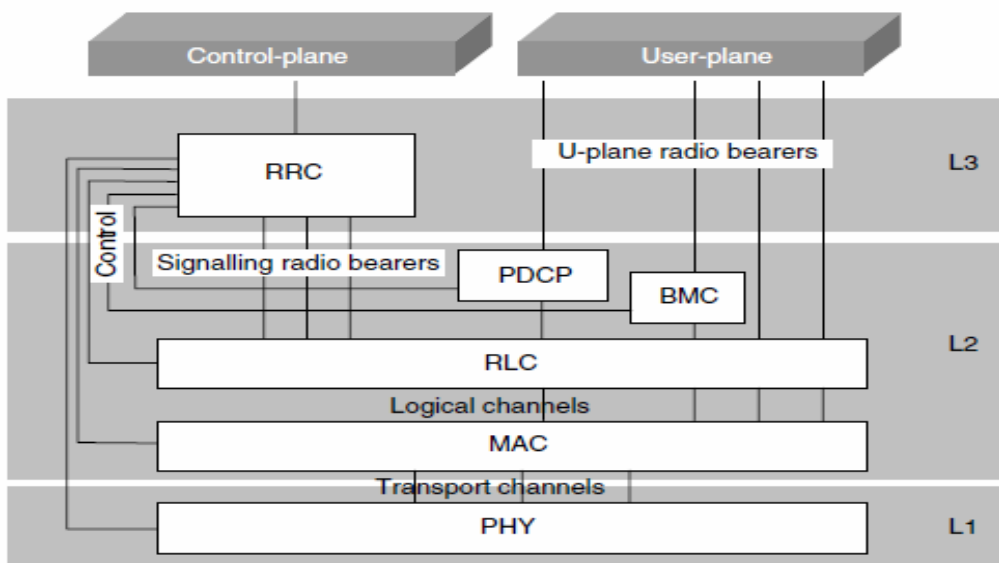 Control-plane
User-plane
RRC
U-plane radio bearers
L3
Control
Signalling radio bearers
PDCP
BMC
RLC
L2
Logical channels
MAC
Transport channels
PHY
L1